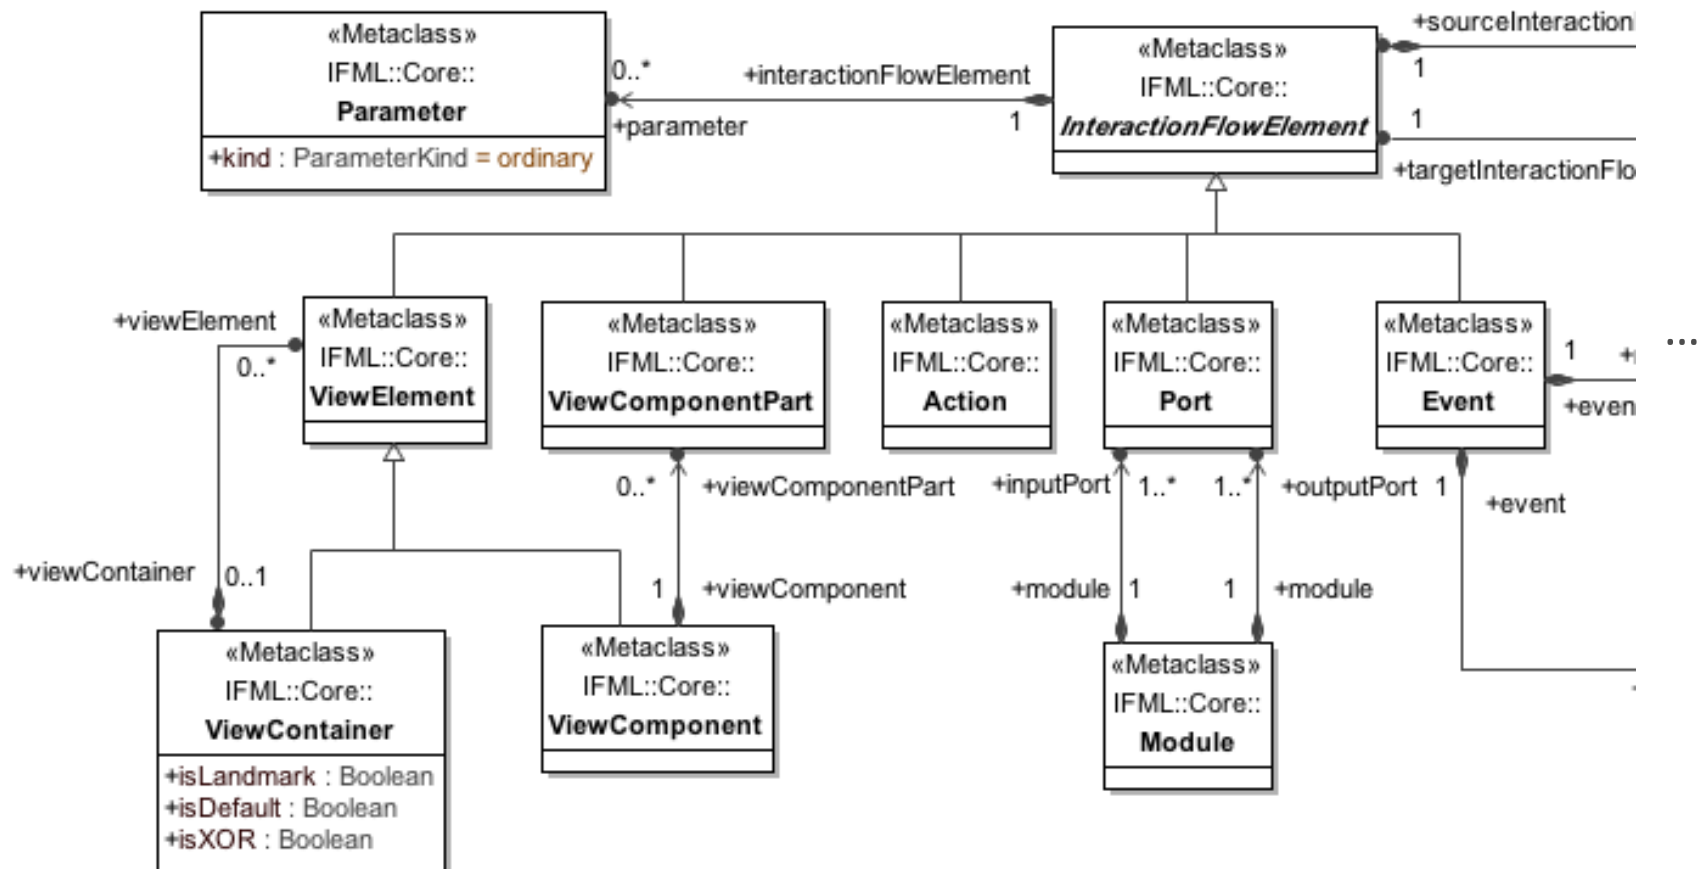 «Metaclass»
IFML::Core::
Parameter
+kind : ParameterKind = ordinary
0..*
+interactionFlowElement
+parameter
1
«Metaclass»
IFML::Core::
InteractionFlowElement
+sourceInteraction
1
1
+targetInteractionFlo
+viewElement
0..*
«Metaclass»
IFML::Core::
ViewElement
«Metaclass»
IFML::Core::
ViewComponentPart
«Metaclass»
IFML::Core::
Action
«Metaclass»
IFML::Core::
Port
«Metaclass»
IFML::Core::
Event
1
+even
...
0..*
+viewComponentPart
+inputPort
1..*
1..*
+outputPort
1
+event
+viewContainer
0..1
1
+viewComponent
+module
1
1
+module
«Metaclass»
IFML::Core::
ViewContainer
+isLandmark : Boolean
+isDefault : Boolean
+isXOR : Boolean
«Metaclass»
IFML::Core::
ViewComponent
«Metaclass»
IFML::Core::
Module